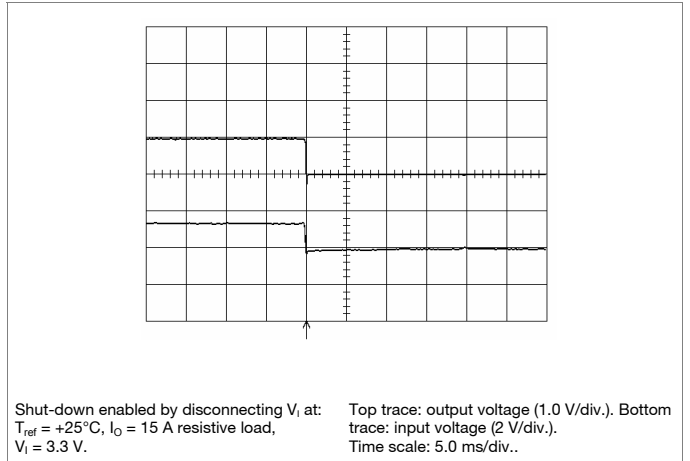 Shut-down enabled by disconnecting VI at:
Tref = +25°C, IO = 15 A resistive load,
VI = 3.3 V.
Top trace: output voltage (1.0 V/div.). Bottom
trace: input voltage (2 V/div.).
Time scale: 5.0 ms/div..